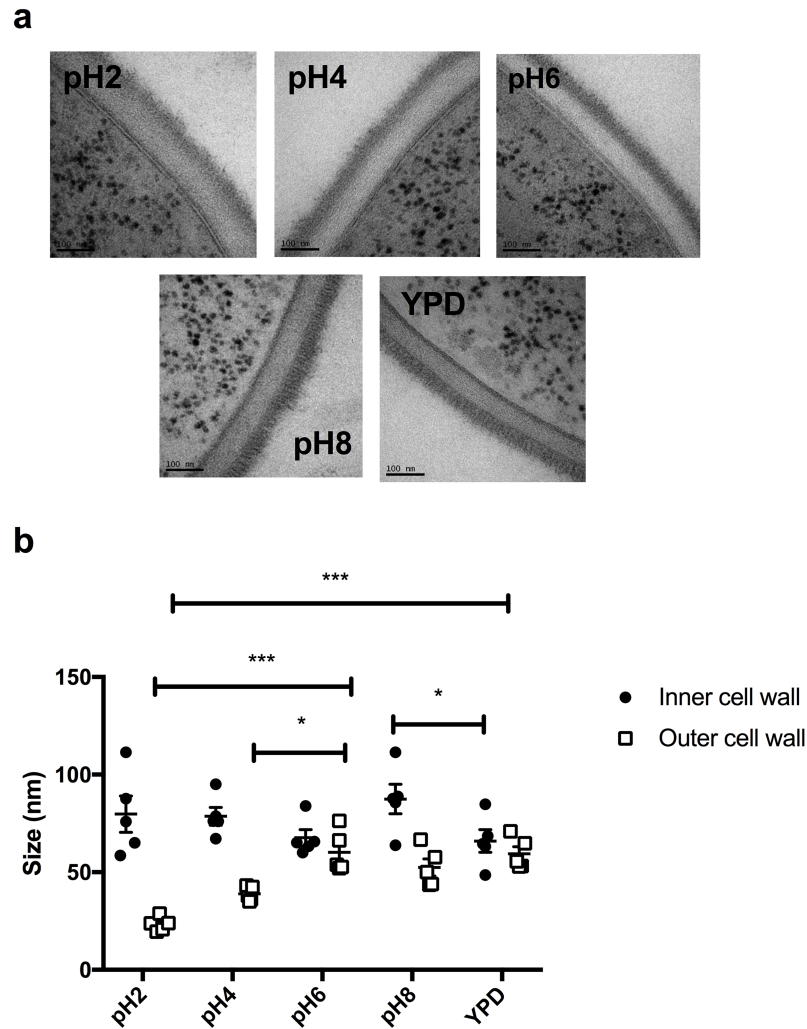 a
pH2
pH4
pH6
100 nm
100 nm
100 nm
YPD
pH8
100 nm
100 nm
b
***
***
*
*
150
100
50
0
Size (nm)
pH2
pH4
pH6
pH8
YPD
Inner cell wall
Outer cell wall